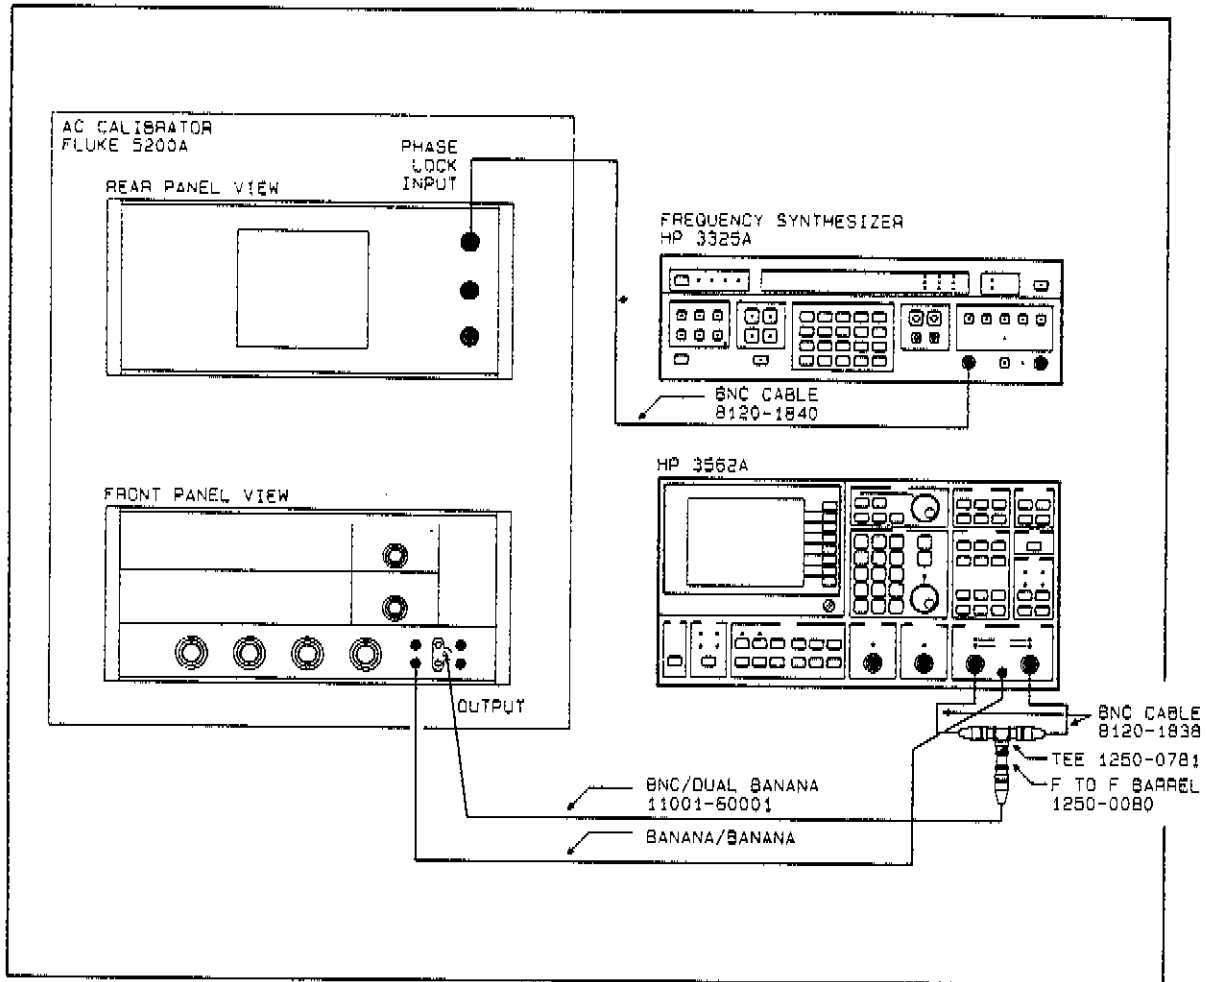 AC CALIBRATOR
FLUKE 5200A
PHASE
LOCK
INPUT
REAR PANEL VIEW
FREQUENCY SYNTHESIZER
HP 3325A
BNC CABLE
8120-1840
HP 3562A
FRONT PANEL VIEW
OUTPUT
BNC CABLE
8120-1838
TEE 1250-0781
F TO F BARREL
1250-0080
BNC/DUAL BANANA
11001-60001
BANANA/BANANA